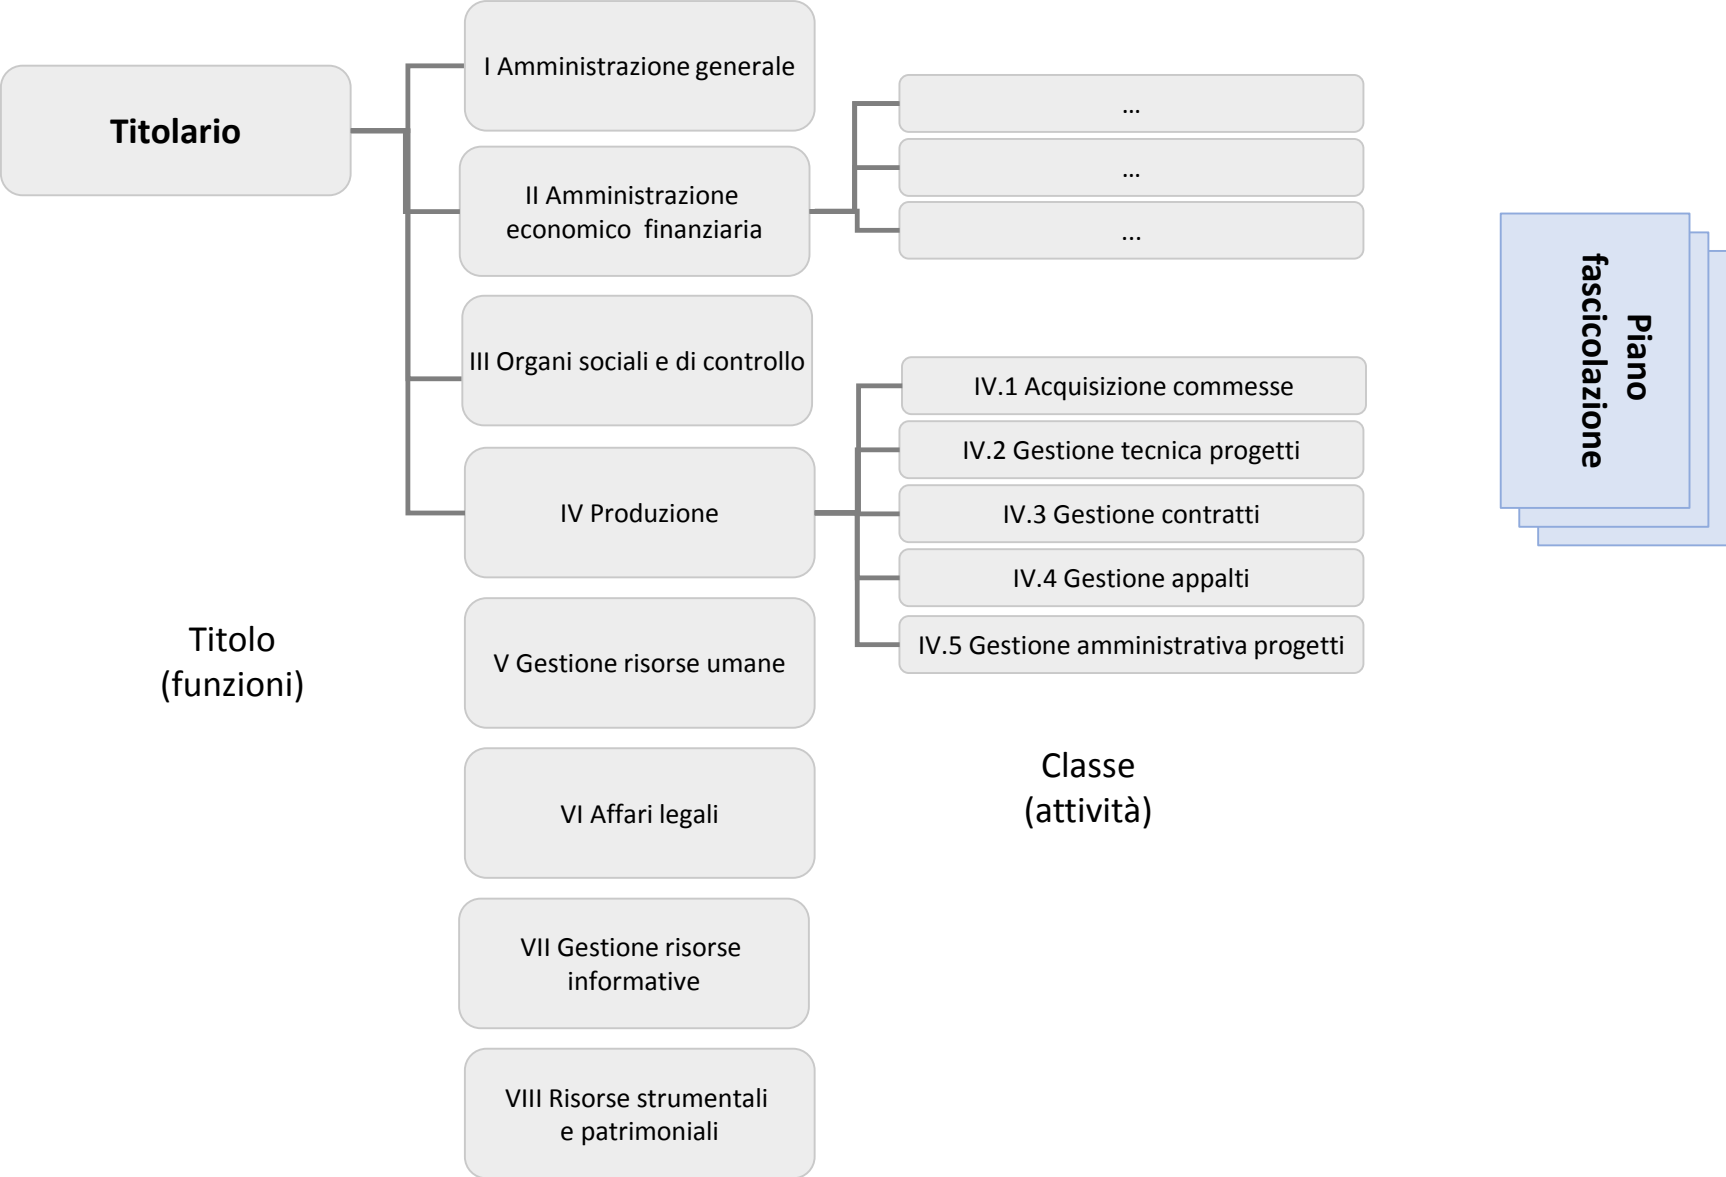 Titolario
I Amministrazione generale
II Amministrazione
economico finanziaria
III Organi sociali e di controllo
IV Produzione
V Gestione risorse umane
VI Affari legali
VII Gestione risorse
informative
VIII Risorse strumentali
e patrimoniali
Titolo
(funzioni)
...
...
...
IV.1 Acquisizione commesse
IV.2 Gestione tecnica progetti
IV.3 Gestione contratti
IV.4 Gestione appalti
IV.5 Gestione amministrativa progetti
Classe
(attività)
Piano
fascicolazione